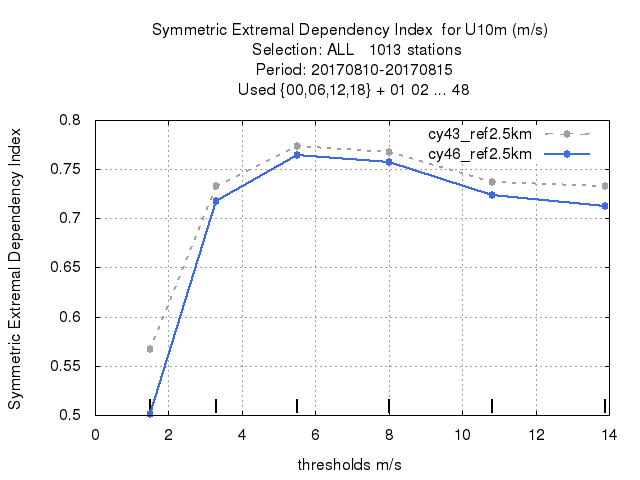 Symmetric Extremal Dependency Index  for U10m (m/s)
Selection: ALL   1013 stations
Period: 20170810-20170815
Used {00,06,12,18} + 01 02 ... 48
Symmetric Extremal Dependency Index
0.8
0.75
0.7
0.65
0.6
0.55
0.5
cy43_ref2.5km
cy46_ref2.5km
0 2 4 6 8 10 12 14
thresholds m/s